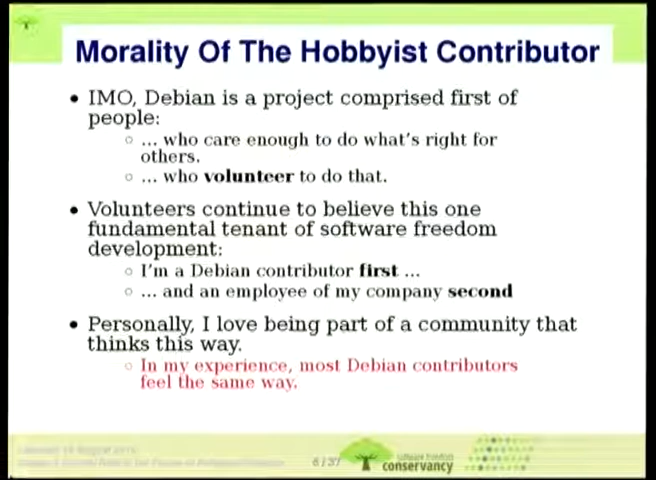 Morality Of The Hobbyist Contributor
• IMO, Debian is a project comprised first of
people:
○ ... who care enough to do what's right for
others.
○ ... who volunteer to do that.
• Volunteers continue to believe this one
fundamental tenant of software freedom
development:
○ I'm a Debian contributor first ...
○ ... and an employee of my company second
• Personally, I love being part of a community that
thinks this way.
○ In my experience, most Debian contributors
feel the same way.
6 / 37
conservancy